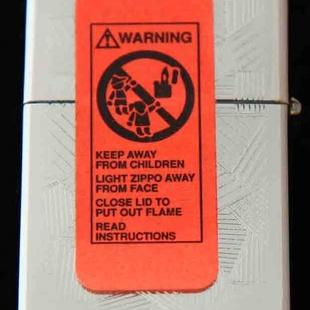 WARNING
KEEP AWAY
FROM CHILDREN
LIGHT ZIPPO AWAY
FROM FACE
CLOSE LID TO
PUT OUT FLAME
READ
INSTRUCTIONS